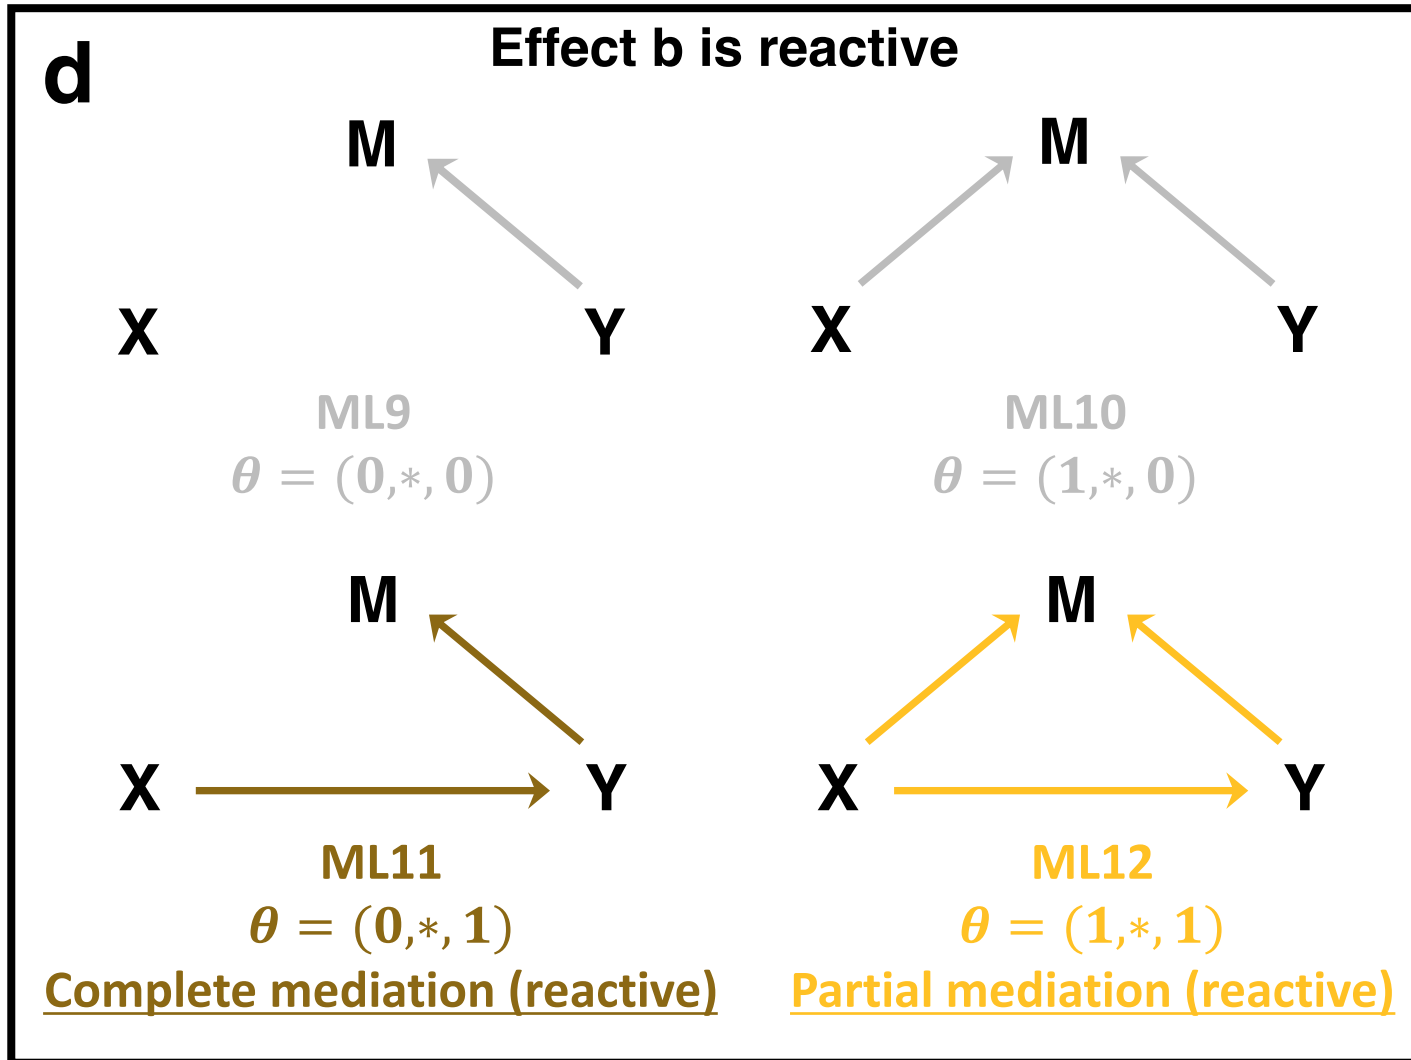 d
Effect b is reactive
M
M
X
Y
X
Y
ML9
ML10
θ = (0,*, 0)
θ = (1,*, 0)
M
M
X
Y
X
Y
ML11
ML12
θ = (0,*, 1)
θ = (1,*, 1)
Complete mediation (reactive)
Partial mediation (reactive)